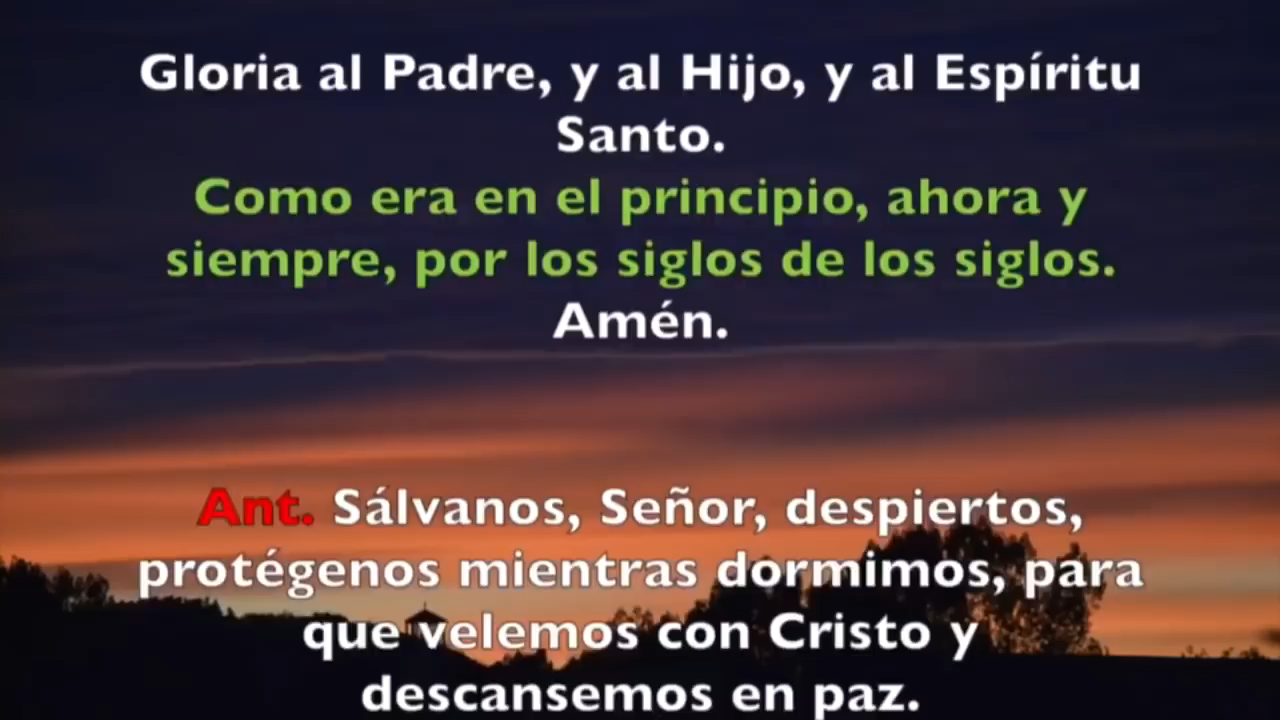 Gloria al Padre, y al Hijo, y al Espíritu
Santo.
Como era en el principio, ahora y
siempre, por los siglos de los siglos.
Amén.
Ant. Sálvanos, Señor, despiertos,
protégenos mientras dormimos, para
que velemos con Cristo y
descansemos en paz.